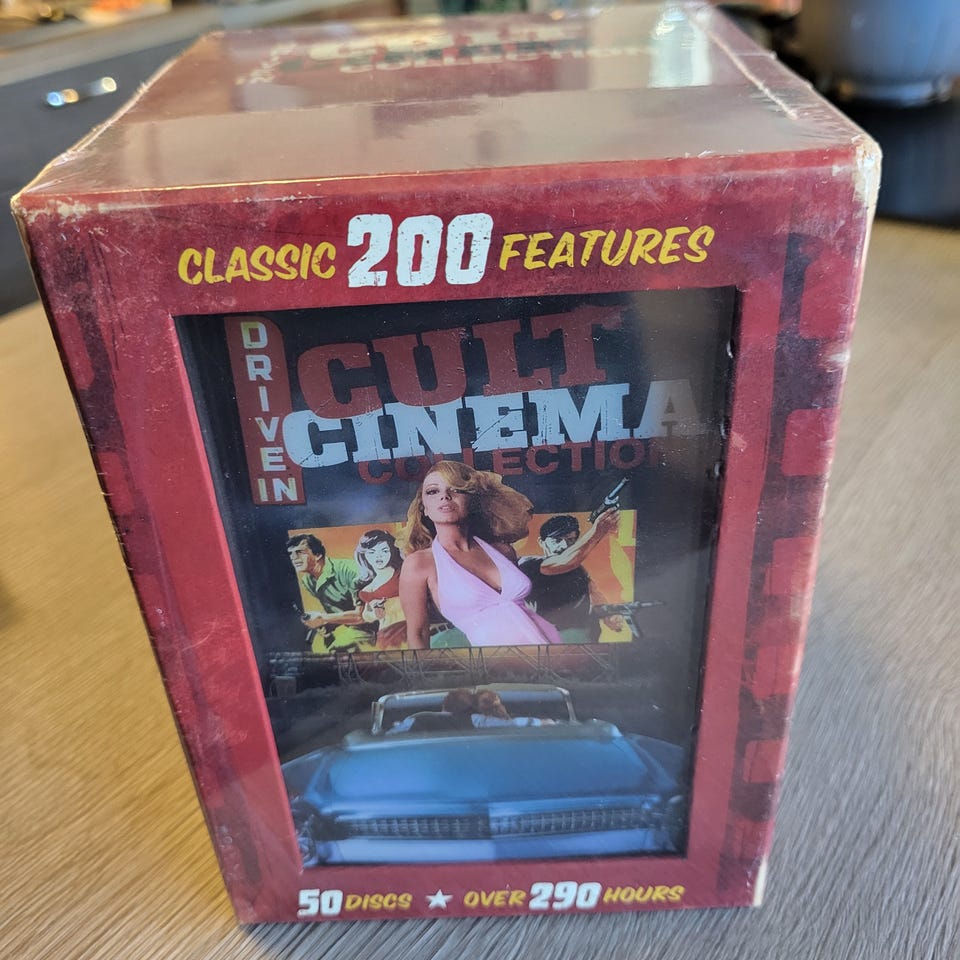 CLASSIC 200 FEATURES
DRIVE IN
CULT
CINEMA
COLLECTION
50 DISCS ★ OVER 290 HOURS